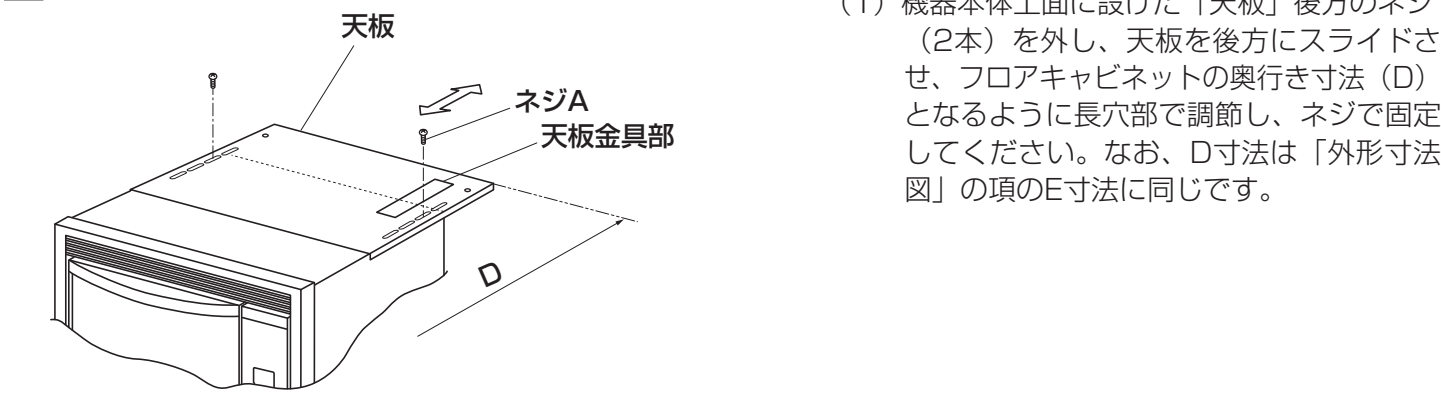 天板
ネジA
天板金具部
D
(1)機器本体上面に設けた「天板」後方のネジ
(2本)を外し、天板を後方にスライドさ
せ、フロアキャビネットの奥行き寸法(D)
となるように長穴部で調節し、ネジで固定
してください。なお、D寸法は「外形寸法
図」の項のE寸法に同じです。